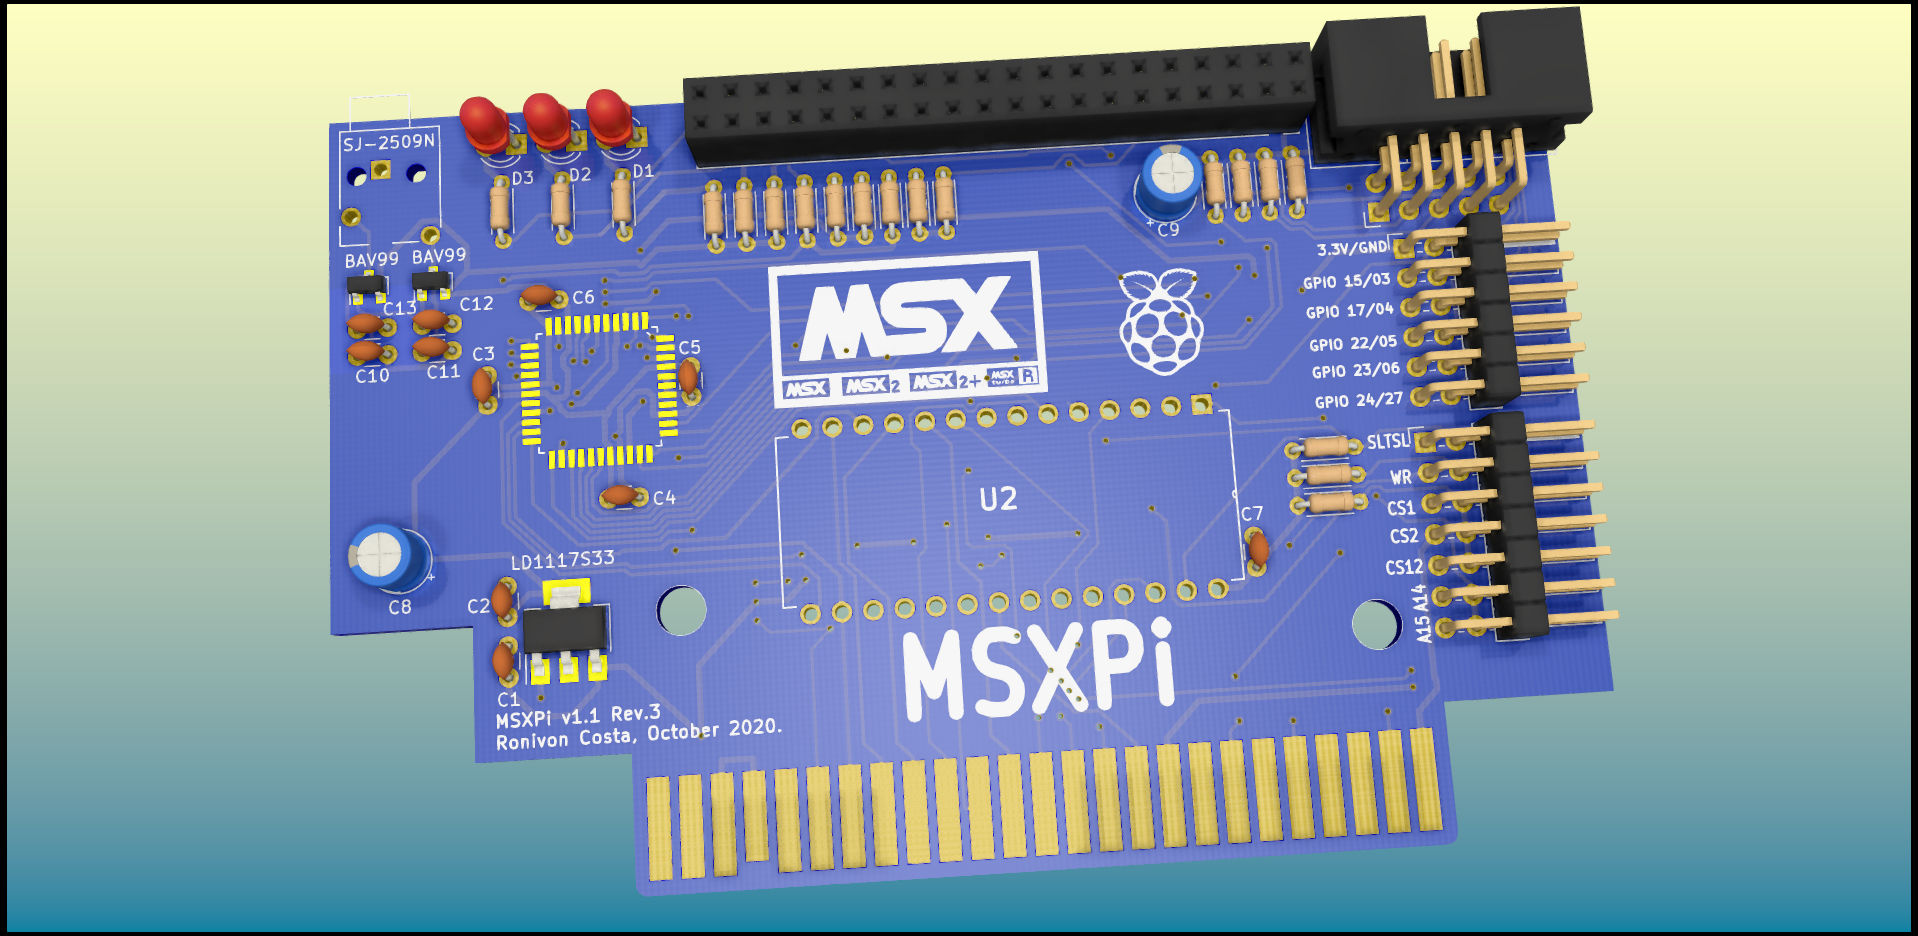 SJ-2509N
D3
D2
D1
C9
BAV99
BAV99
C13
C12
C10
C11
C6
C3
C5
C4
MSX
MSX
MSX 2
MSX 2+
MSX turbo R
3.3V/GND
GPIO 15/03
GPIO 17/04
GPIO 22/05
GPIO 23/06
GPIO 24/27
SLTSL
WR
CS1
CS2
CS12
A14
A15
U2
C7
LD1117S33
C8
C2
C1
MSXPi
MSXPi v1.1 Rev.3
Ronivon Costa, October 2020.